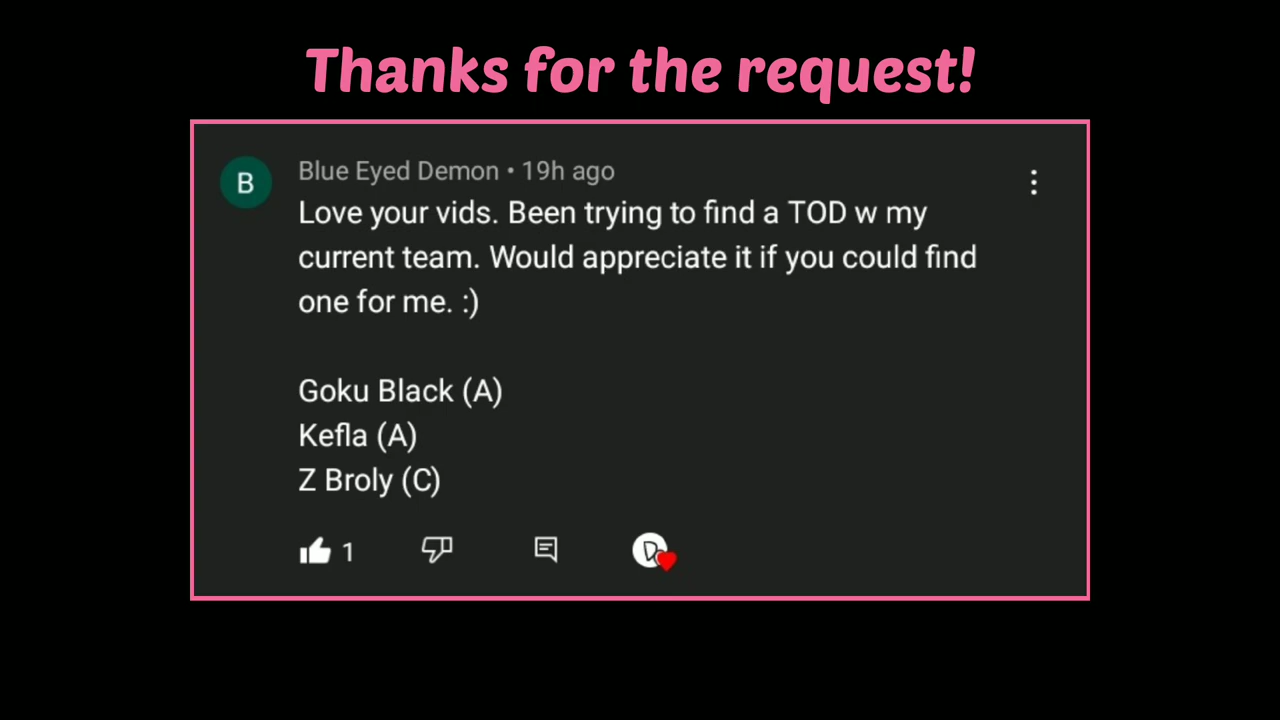 Thanks for the request!
B
Blue Eyed Demon • 19h ago
Love your vids. Been trying to find a TOD w my
current team. Would appreciate it if you could find
one for me. :)
Goku Black (A)
Kefla (A)
Z Broly (C)
1
D